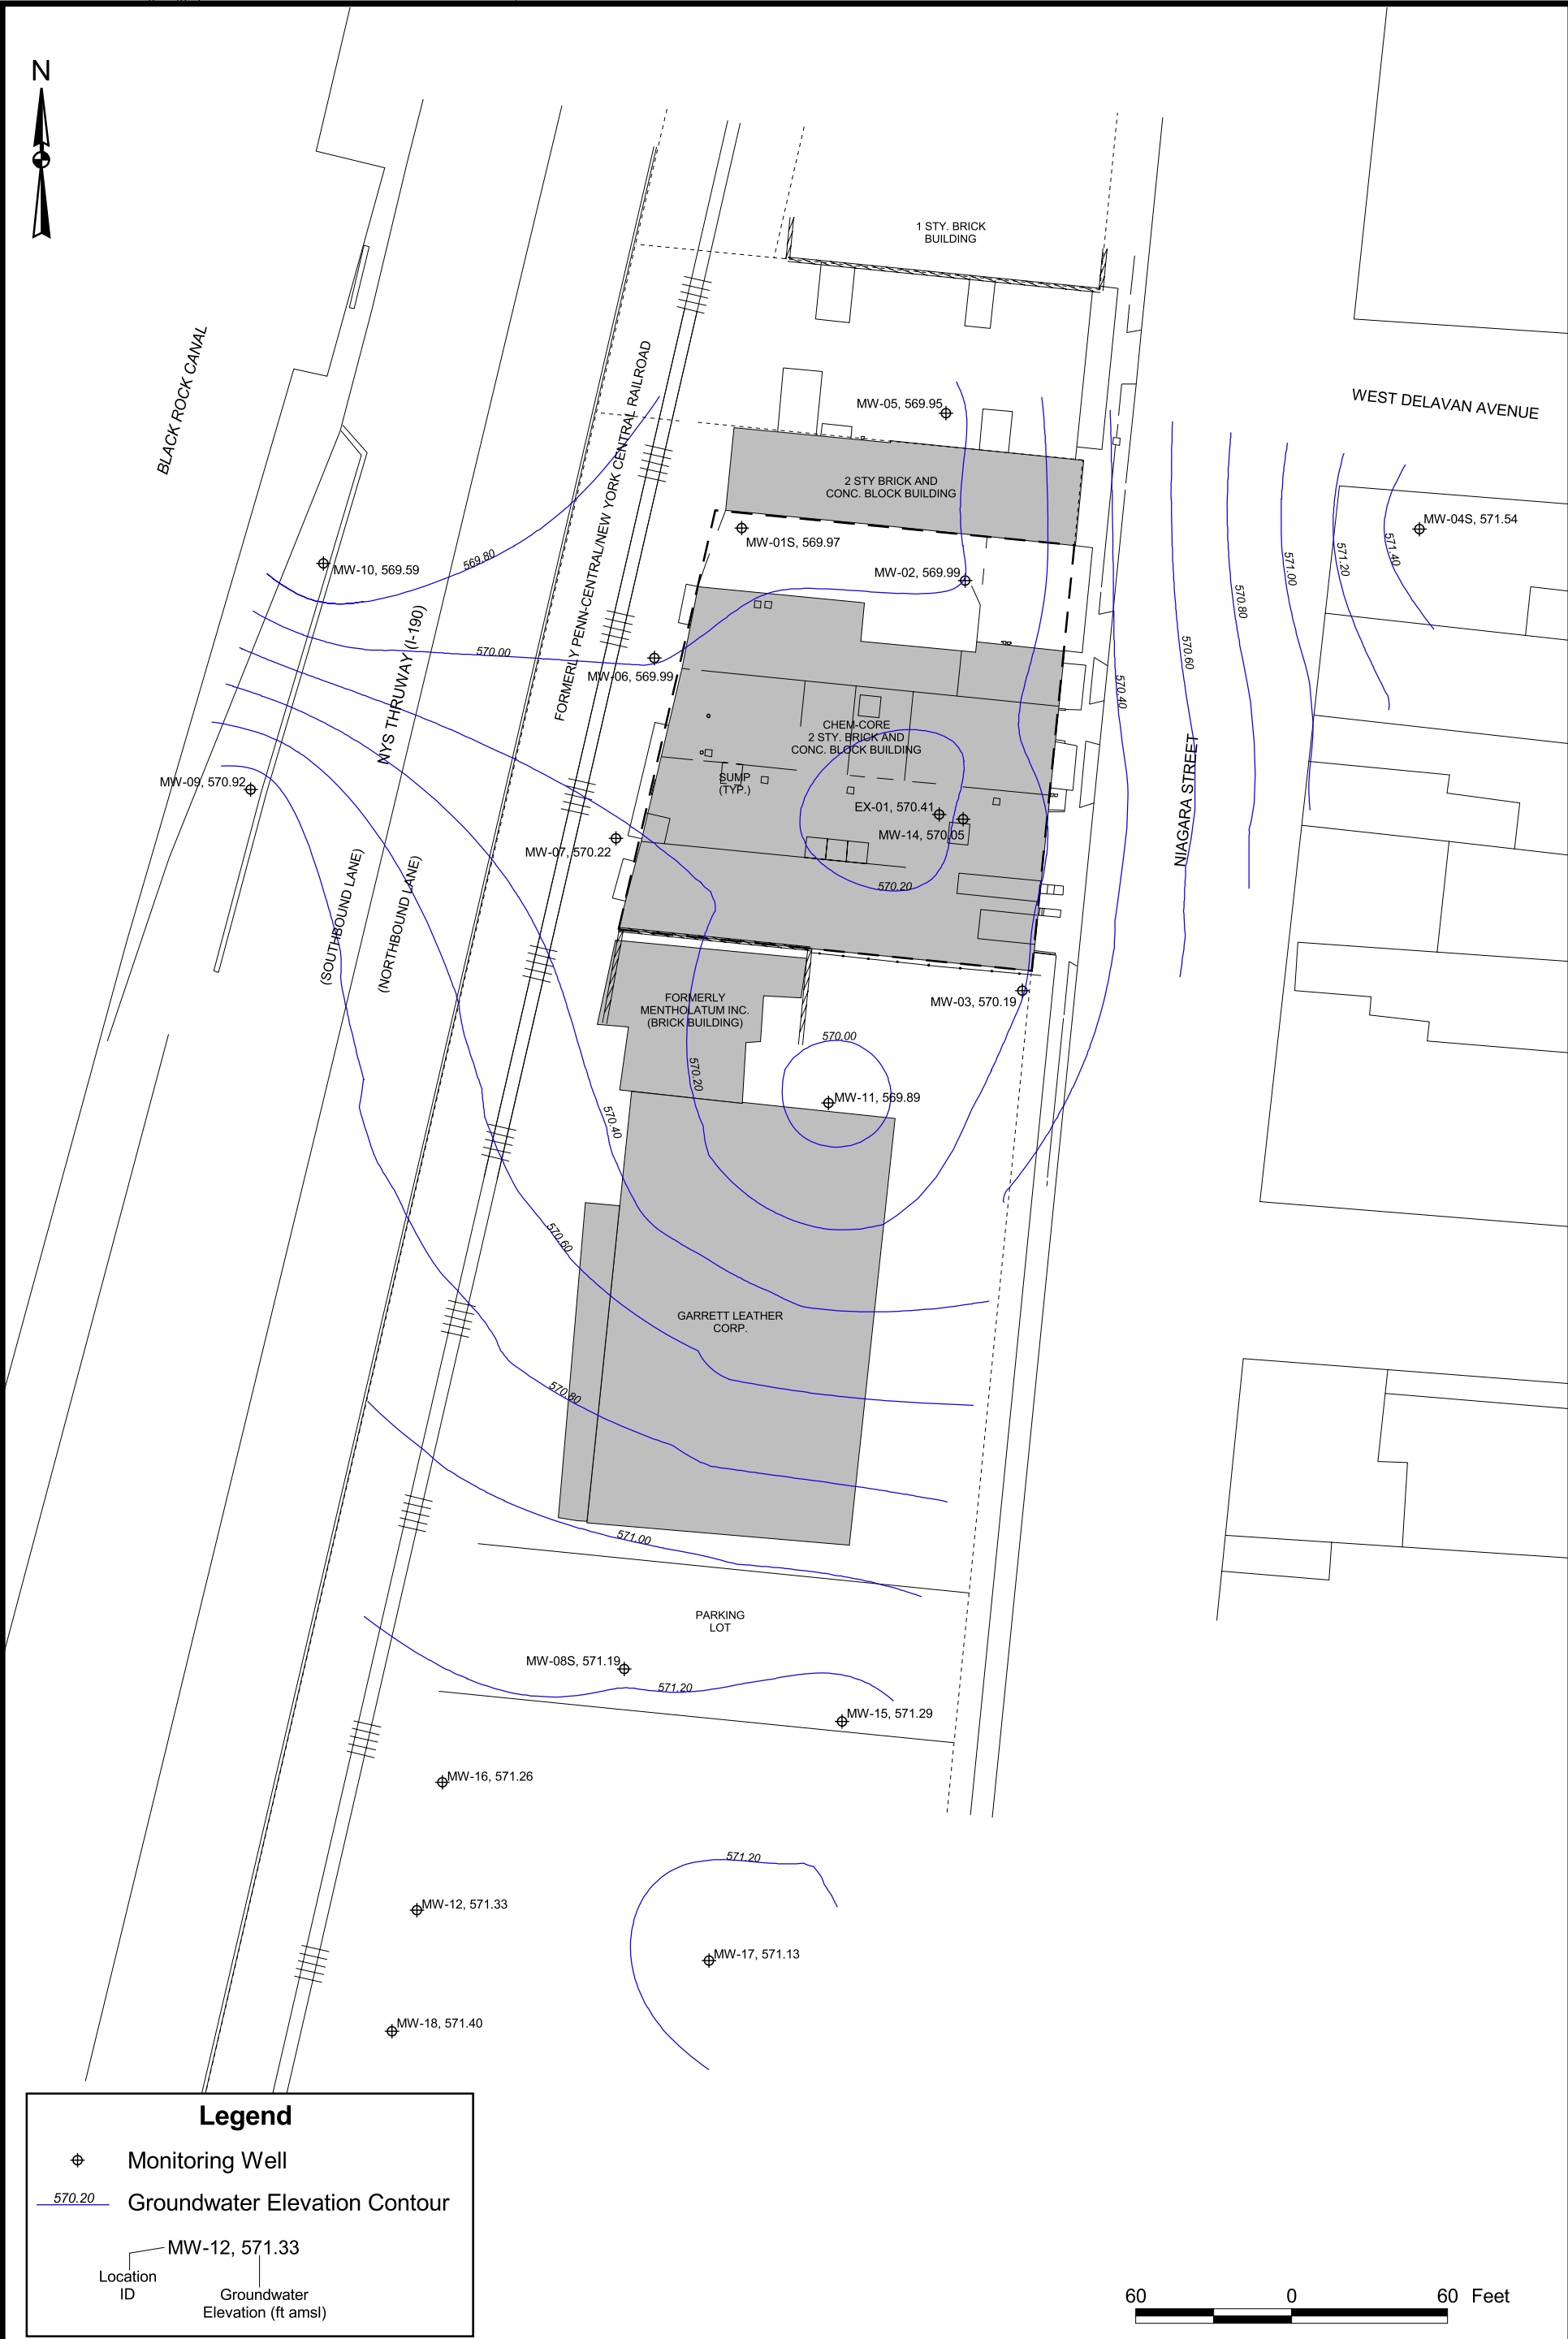 N
1 STY. BRICK
BUILDING
BLACK ROCK CANAL
FORMERLY PENN-CENTRAL/NEW YORK CENTRAL RAILROAD
WEST DELAVAN AVENUE
MW-05, 569.95
2 STY BRICK AND
CONC. BLOCK BUILDING
MW-04S, 571.54
MW-01S, 569.97
569.80
MW-10, 569.59
MW-02, 569.99
571.40
571.20
571.00
570.80
570.60
570.40
NYS THRUWAY (I-190)
570.00
MW-06, 569.99
CHEM-CORE
2 STY. BRICK AND
CONC. BLOCK BUILDING
SUMP
(TYP.)
MW-09, 570.92
EX-01, 570.41
MW-14, 570.05
NIAGARA STREET
MW-07, 570.22
570.20
(SOUTHBOUND LANE)
(NORTHBOUND LANE)
FORMERLY
MENTHOLATUM INC.
(BRICK BUILDING)
MW-03, 570.19
570.00
570.20
MW-11, 569.89
570.40
570.60
GARRETT LEATHER
CORP.
570.80
571.00
PARKING
LOT
MW-08S, 571.19
571.20
MW-15, 571.29
MW-16, 571.26
571.20
MW-12, 571.33
MW-17, 571.13
MW-18, 571.40
Legend
Monitoring Well
570.20
Groundwater Elevation Contour
MW-12, 571.33
Location
ID
Groundwater
Elevation (ft amsl)
60 0 60 Feet